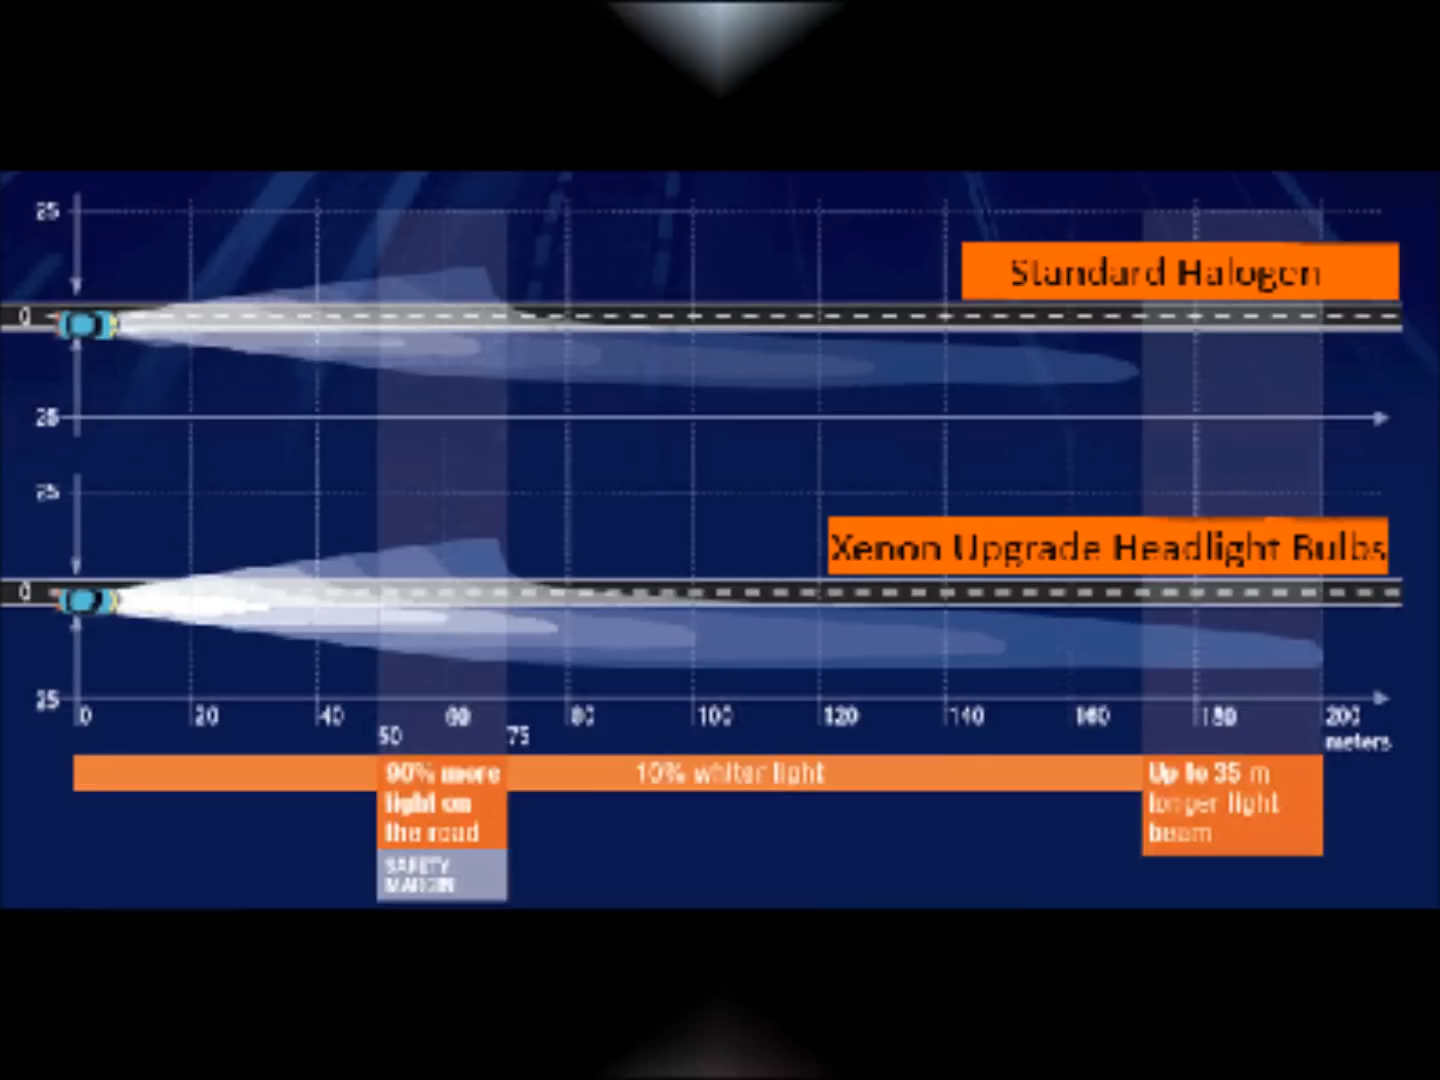 25
Standard Halogen
0
25
25
Xenon Upgrade Headlight Bulbs
0
25
0 20 40 60 80 100 120 140 160 180 200
50 75 meters
90% more 10% whiter light Up to 35 m
light on longer light
the road beam
SAFETY
MARGIN